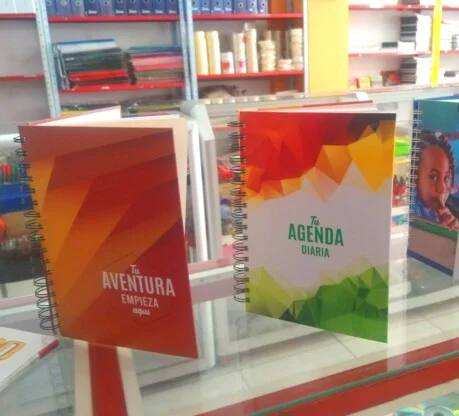 Tu
AVENTURA
EMPIEZA
aquí
Tu
AGENDA
DIARIA